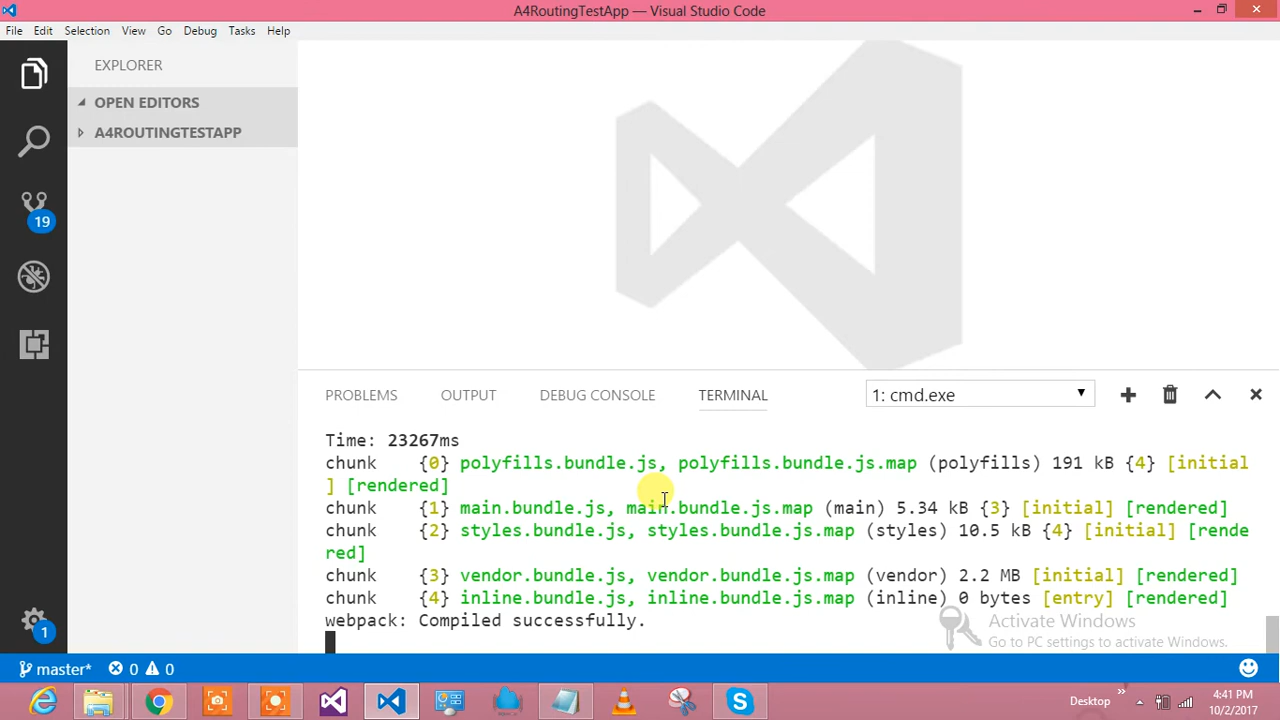 A4RoutingTestApp — Visual Studio Code
File Edit Selection View Go Debug Tasks Help
EXPLORER
OPEN EDITORS
A4ROUTINGTESTAPP
19
1
PROBLEMS OUTPUT DEBUG CONSOLE TERMINAL 1: cmd.exe
Time: 23267ms
chunk {0} polyfills.bundle.js, polyfills.bundle.js.map (polyfills) 191 kB {4} [initial
] [rendered]
chunk {1} main.bundle.js, main.bundle.js.map (main) 5.34 kB {3} [initial] [rendered]
chunk {2} styles.bundle.js, styles.bundle.js.map (styles) 10.5 kB {4} [initial] [rende
red]
chunk {3} vendor.bundle.js, vendor.bundle.js.map (vendor) 2.2 MB [initial] [rendered]
chunk {4} inline.bundle.js, inline.bundle.js.map (inline) 0 bytes [entry] [rendered]
webpack: Compiled successfully.
Activate Windows
Go to PC settings to activate Windows.
master* 0 0
Desktop
4:41 PM
10/2/2017